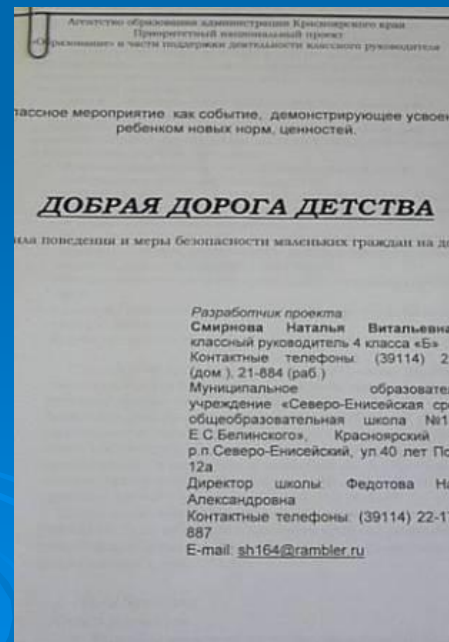 Агентство образования администрации Красноярского края
Приоритетный национальный проект
«Образование» в части поддержки деятельности классного руководителя
лассное мероприятие как событие, демонстрирующее усвоен
ребенком новых норм, ценностей.
ДОБРАЯ ДОРОГА ДЕТСТВА
ила поведения и меры безопасности маленьких граждан на до
Разработчик проекта
Смирнова Наталья Витальевна
классный руководитель 4 класса «Б»
Контактные телефоны: (39114) 2
(дом.), 21-884 (раб.)
Муниципальное образовател
учреждение «Северо-Енисейская ср
общеобразовательная школа №1
Е.С.Белинского», Красноярский
р.п.Северо-Енисейский, ул.40 лет По
12а
Директор школы: Федотова На
Александровна
Контактные телефоны: (39114) 22-1
887
E-mail: sh164@rambler.ru